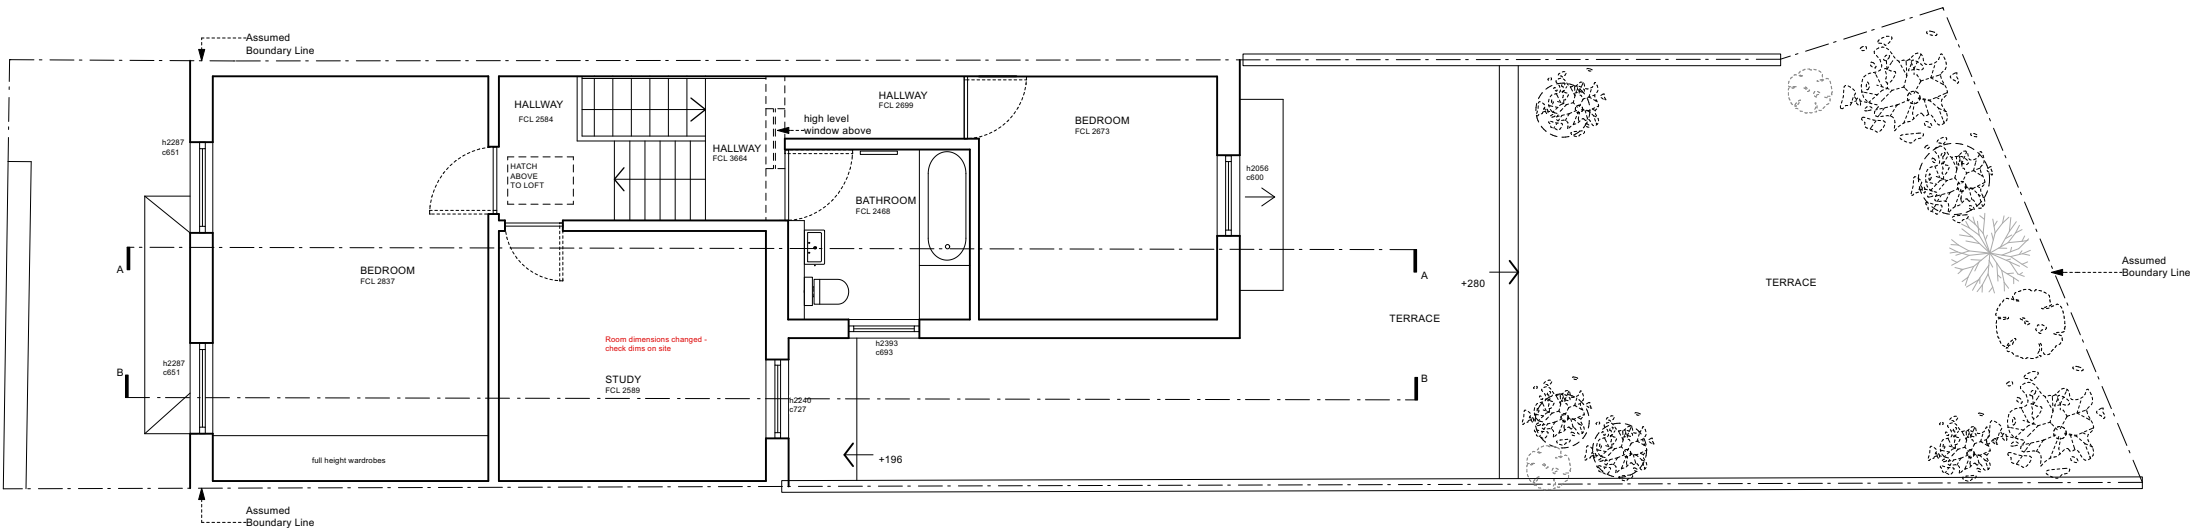 Assumed
Boundary Line
HALLWAY
FCL 2584
HALLWAY
FCL 2699
high level
window above
BEDROOM
FCL 2673
h2287
c651
HALLWAY
FCL 3664
HATCH
ABOVE
TO LOFT
h2056
c600
BATHROOM
FCL 2468
A
BEDROOM
FCL 2837
A
+280
TERRACE
Assumed
Boundary Line
TERRACE
Room dimensions changed -
check dims on site
h2393
c693
h2287
c651
B
STUDY
FCL 2589
B
h2240
c727
full height wardrobes
+196
Assumed
Boundary Line